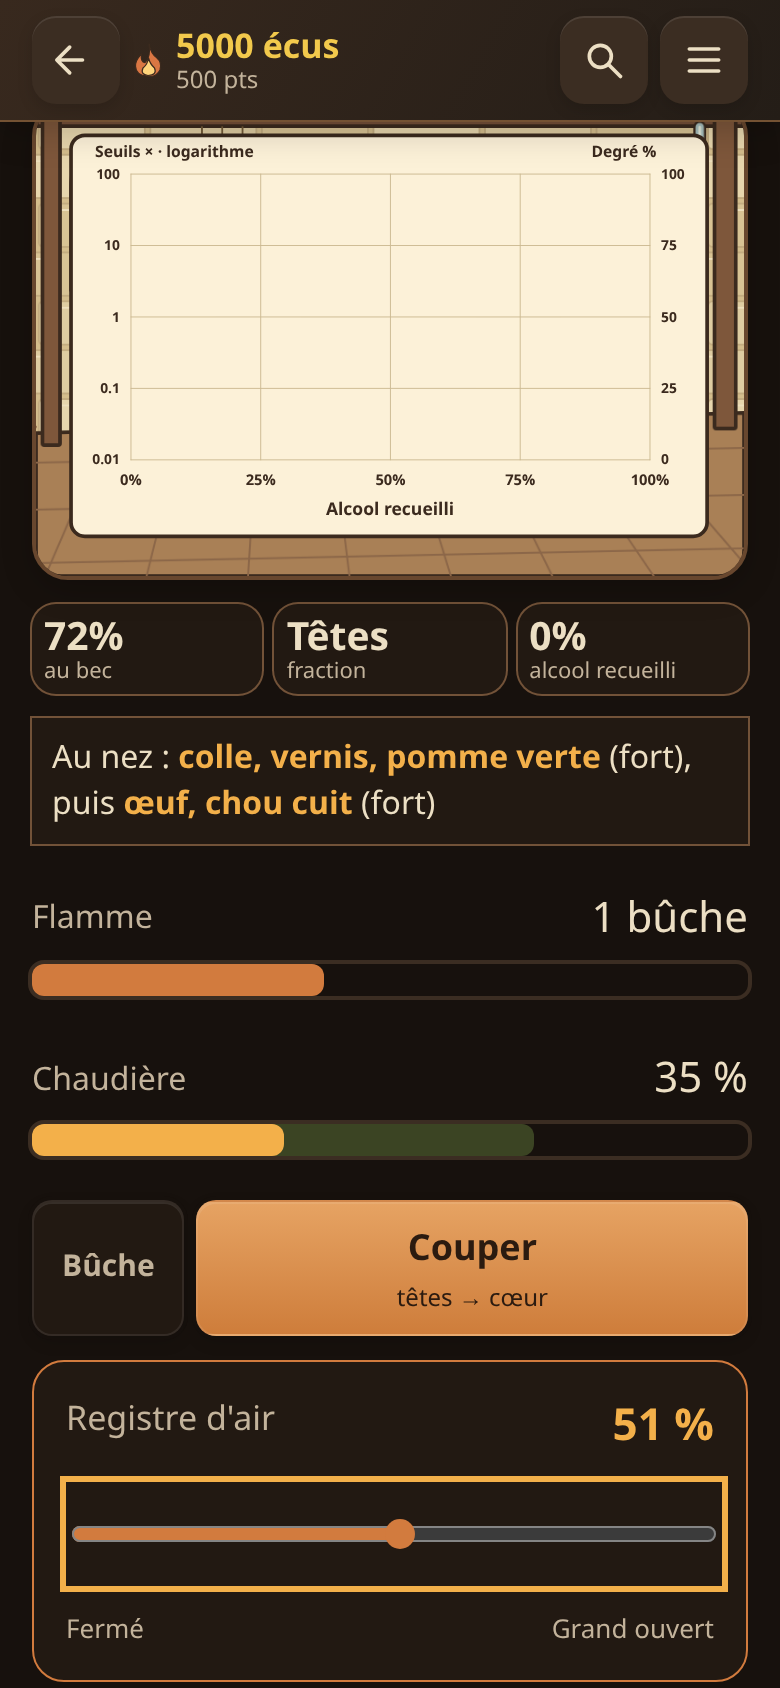 5000 écus
500 pts
Seuils × · logarithme
Degré %
100
100
10
75
1
50
0.1
25
0.01
0
0%
25%
50%
75%
100%
Alcool recueilli
72%
au bec
Têtes
fraction
0%
alcool recueilli
Au nez : colle, vernis, pomme verte (fort),
puis œuf, chou cuit (fort)
Flamme
1 bûche
Chaudière
35 %
Bûche
Couper
têtes → cœur
Registre d'air
51 %
Fermé
Grand ouvert